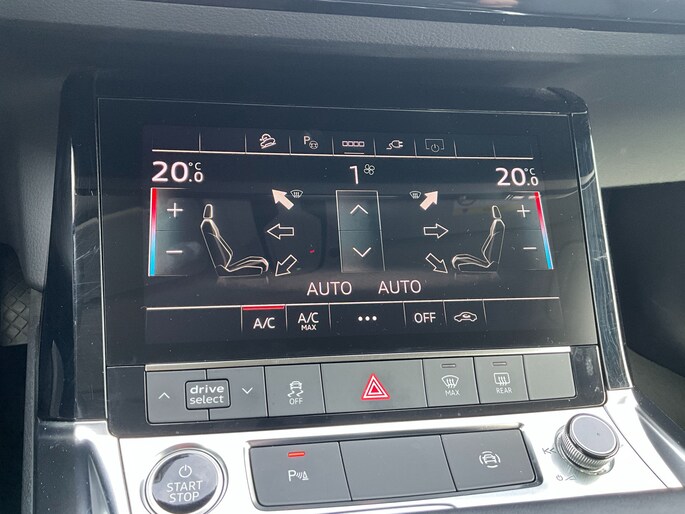 P
20.0 °C
1
20.0 °C
+
+
−
−
AUTO AUTO
A/C
A/C MAX
•••
OFF
drive select
OFF
MAX
REAR
START STOP
P